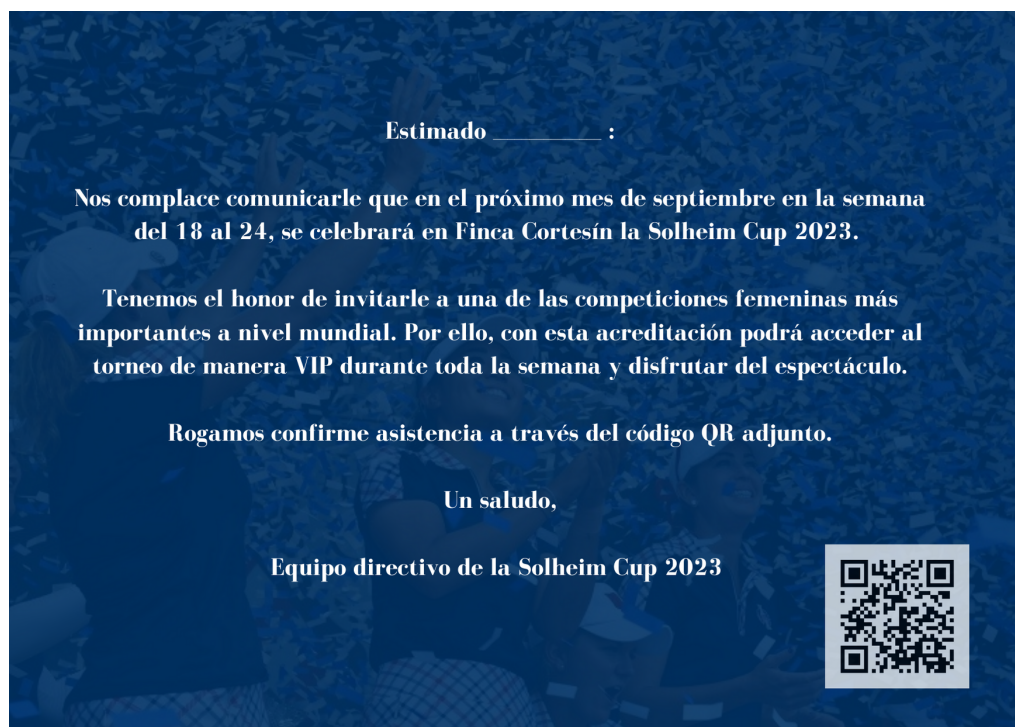 Estimado __________ :
Nos complace comunicarle que en el próximo mes de septiembre en la semana
del 18 al 24, se celebrará en Finca Cortesín la Solheim Cup 2023.
Tenemos el honor de invitarle a una de las competiciones femeninas más
importantes a nivel mundial. Por ello, con esta acreditación podrá acceder al
torneo de manera VIP durante toda la semana y disfrutar del espectáculo.
Rogamos confirme asistencia a través del código QR adjunto.
Un saludo,
Equipo directivo de la Solheim Cup 2023